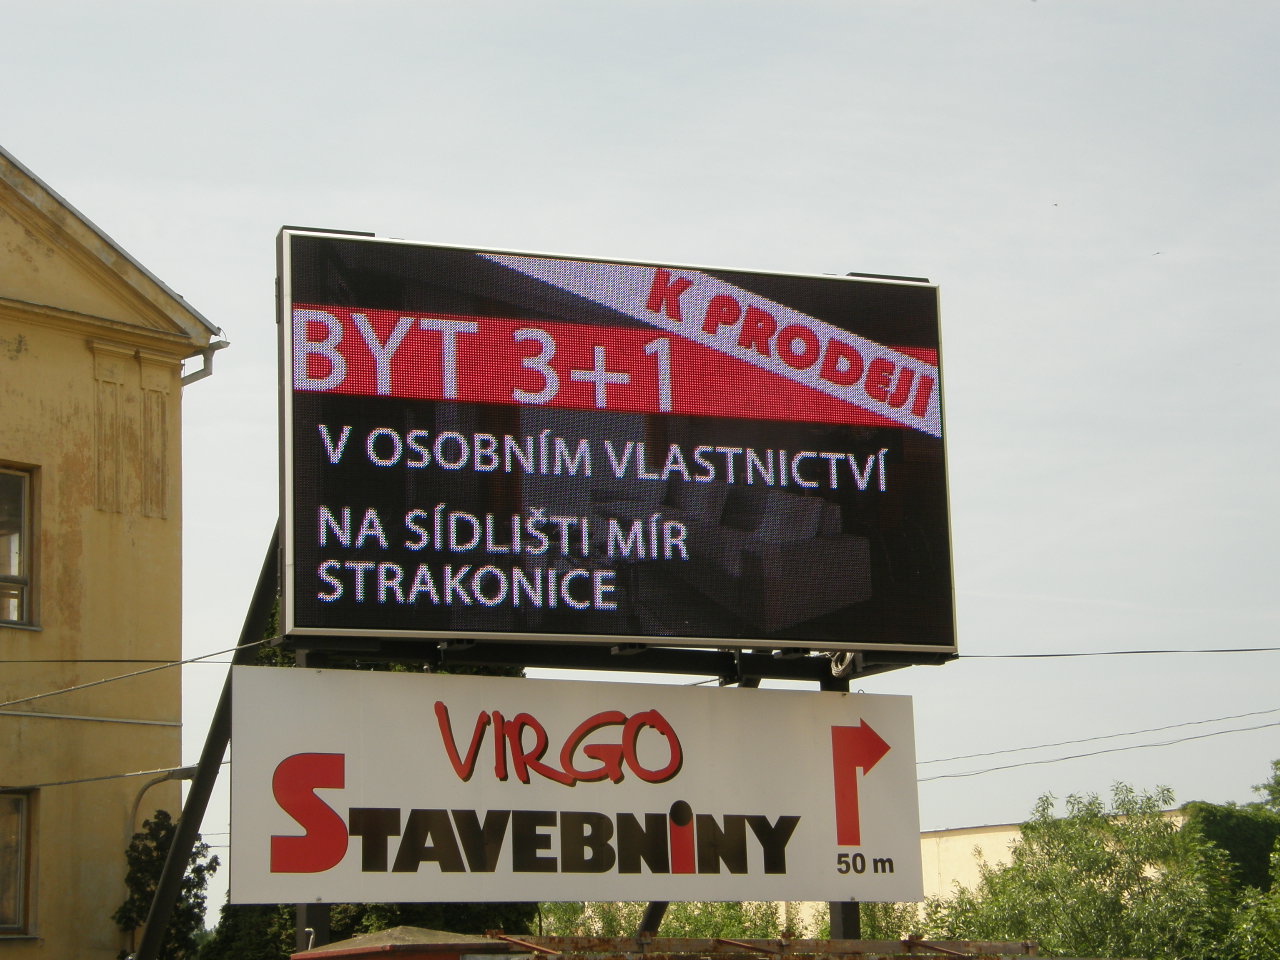 K PRODEJI
BYT 3+1
V OSOBNÍM VLASTNICTVÍ
NA SÍDLIŠTI MÍR
STRAKONICE
VIRGO
STAVEBNiNY
50 m